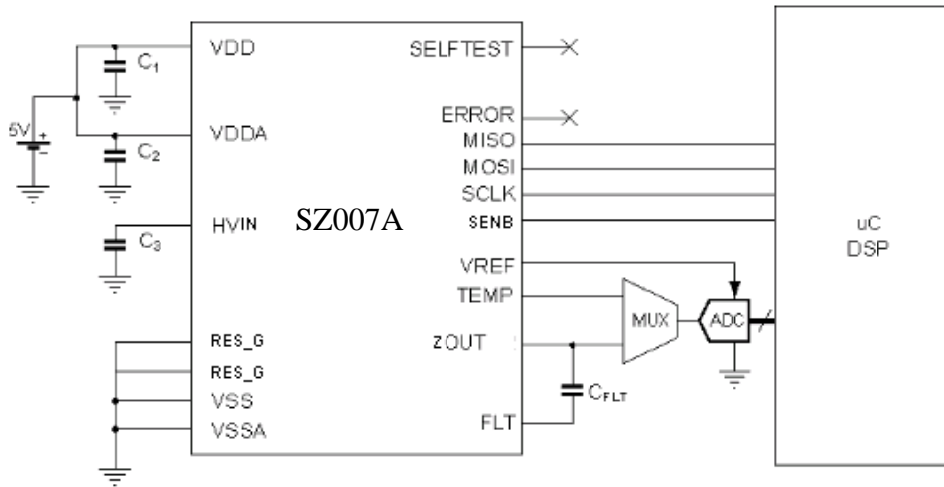 VDD
SELFTEST
C1
ERROR
5V
+
-
VDDA
MISO
C2
MOSI
SCLK
HVIN
SZ007A
SENB
uC
DSP
C3
VREF
TEMP
MUX
ADC
RES_G
ZOUT
RES_G
CFLT
VSS
FLT
VSSA